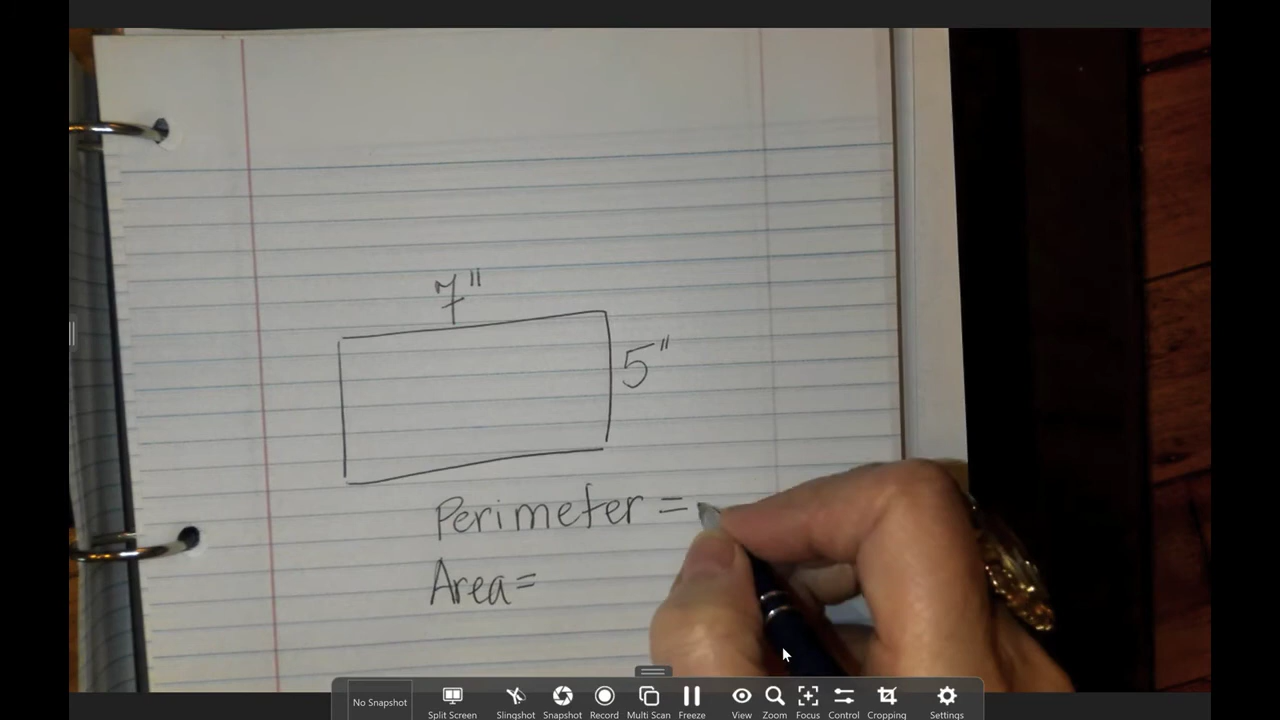 7"
5"
Perimeter =
Area=
No Snapshot
Split Screen
Slingshot
Snapshot
Record
Multi Scan
Freeze
View
Zoom
Focus
Control
Cropping
Settings